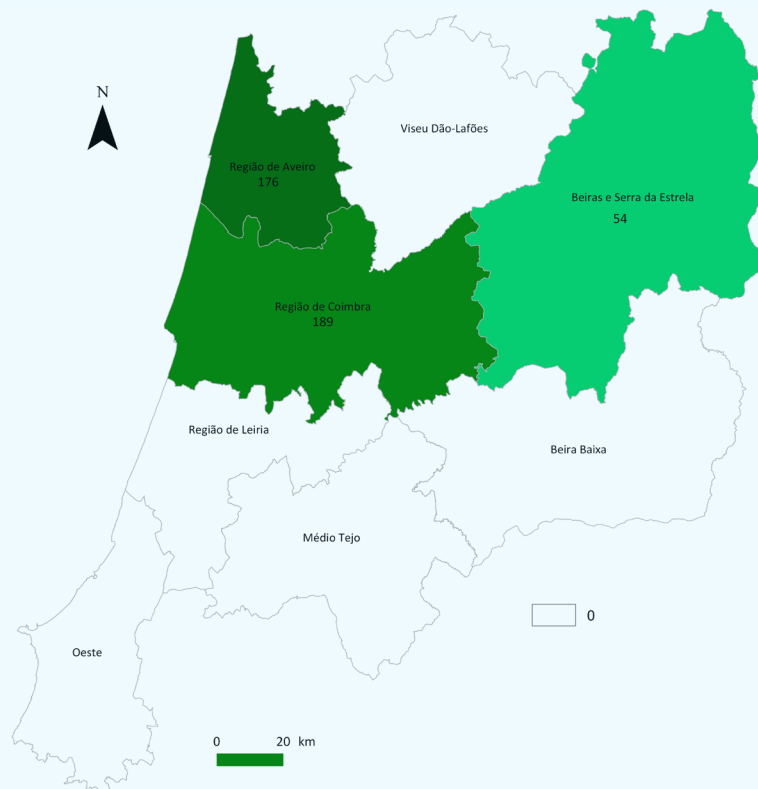 N
Viseu Dão-Lafões
Região de Aveiro
176
Beiras e Serra da Estrela
54
Região de Coimbra
189
Região de Leiria
Beira Baixa
Médio Tejo
0
Oeste
0 20 km